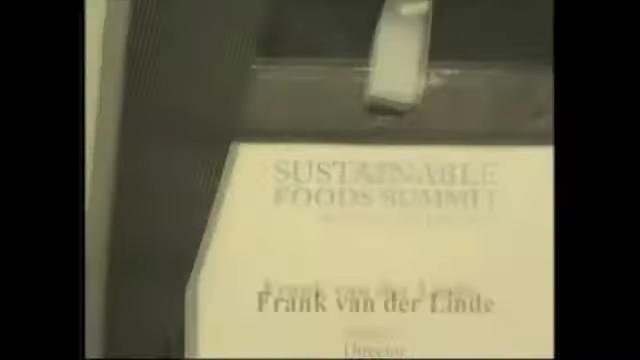 SUSTAINABLE
FOODS SUMMIT
Frank van der Linde
Director